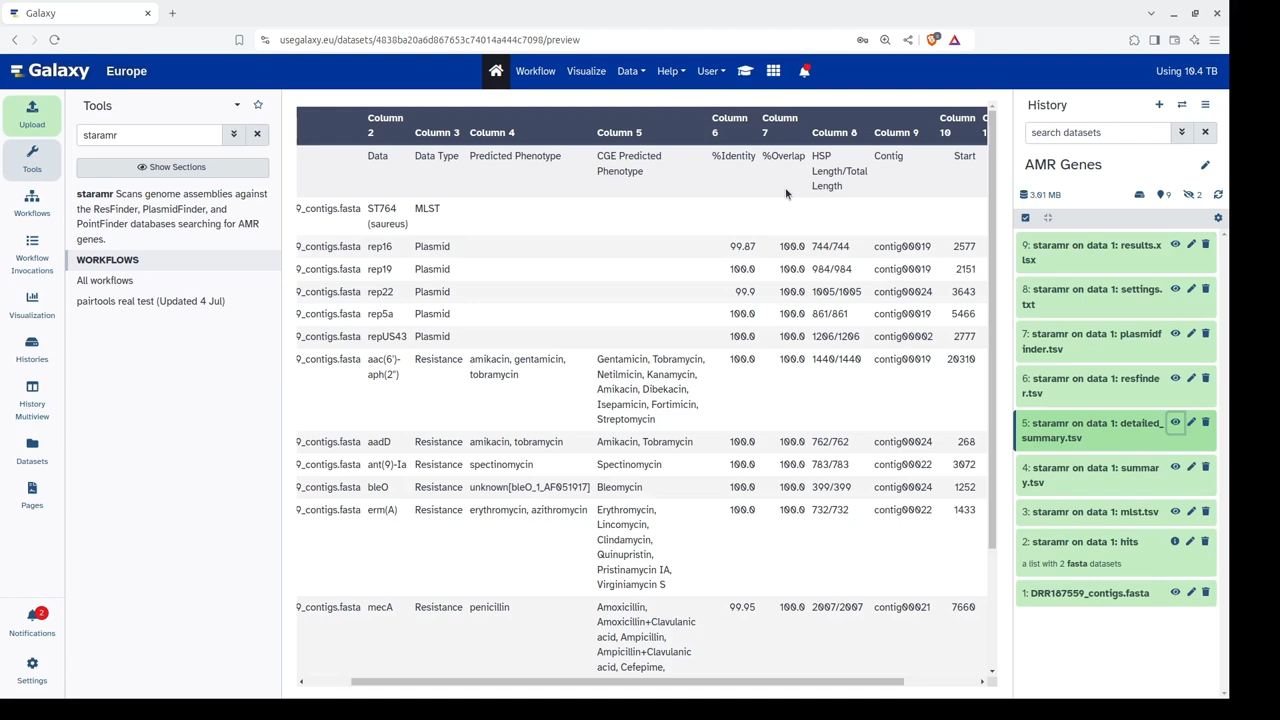 Galaxy
usegalaxy.eu/datasets/4838ba20a6d867653c74014a444c7098/preview
Galaxy Europe Workflow Visualize Data Help User Using 10.4 TB
Upload
Tools
Workflows
Workflow
Invocations
Visualization
Histories
History
Multiview
Datasets
Pages
2
Notifications
Settings
Tools
staramr
Show Sections
staramr Scans genome assemblies against
the ResFinder, PlasmidFinder, and
PointFinder databases searching for AMR
genes.
WORKFLOWS
All workflows
pairtools real test (Updated 4 Jul)
Column 2 Column 3 Column 4 Column 5 Column 6 Column 7 Column 8 Column 9 Column 10
Data Data Type Predicted Phenotype CGE Predicted Phenotype %Identity %Overlap HSP Length/Total Length Contig Start
9_contigs.fasta ST764 (saureus) MLST
9_contigs.fasta rep16 Plasmid 99.87 100.0 744/744 contig00019 2577
9_contigs.fasta rep19 Plasmid 100.0 100.0 984/984 contig00019 2151
9_contigs.fasta rep22 Plasmid 99.9 100.0 1005/1005 contig00024 3643
9_contigs.fasta rep5a Plasmid 100.0 100.0 861/861 contig00019 5466
9_contigs.fasta repUS43 Plasmid 100.0 100.0 1206/1206 contig00002 2777
9_contigs.fasta aac(6')- Resistance amikacin, gentamicin, Gentamicin, Tobramycin, 100.0 100.0 1440/1440 contig00019 20310
aph(2'') tobramycin Netilmicin, Kanamycin,
Amikacin, Dibekacin,
Isepamicin, Fortimicin,
Streptomycin
9_contigs.fasta aadD Resistance amikacin, tobramycin Amikacin, Tobramycin 100.0 100.0 762/762 contig00024 268
9_contigs.fasta ant(9)-Ia Resistance spectinomycin Spectinomycin 100.0 100.0 783/783 contig00022 3072
9_contigs.fasta bleO Resistance unknown[bleO_1_AF051917] Bleomycin 100.0 100.0 399/399 contig00024 1252
9_contigs.fasta erm(A) Resistance erythromycin, azithromycin Erythromycin, 100.0 100.0 732/732 contig00022 1433
Lincomycin,
Clindamycin,
Quinupristin,
Pristinamycin IA,
Virginiamycin S
9_contigs.fasta mecA Resistance penicillin Amoxicillin, 99.95 100.0 2007/2007 contig00021 7660
Amoxicillin+Clavulanic
acid, Ampicillin,
Ampicillin+Clavulanic
acid, Cefepime,
History
search datasets
AMR Genes
3.01 MB 9 2
9: staramr on data 1: results.x
lsx
8: staramr on data 1: settings.
txt
7: staramr on data 1: plasmidf
inder.tsv
6: staramr on data 1: resfinde
r.tsv
5: staramr on data 1: detailed_
summary.tsv
4: staramr on data 1: summar
y.tsv
3: staramr on data 1: mlst.tsv
2: staramr on data 1: hits
a list with 2 fasta datasets
1: DRR187559_contigs.fasta